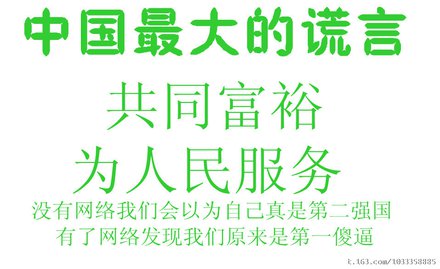 中国最大的谎言
共同富裕
为人民服务
没有网络我们会以为自己真是第二强国
有了网络发现我们原来是第一傻逼
t.163.com/1033358885